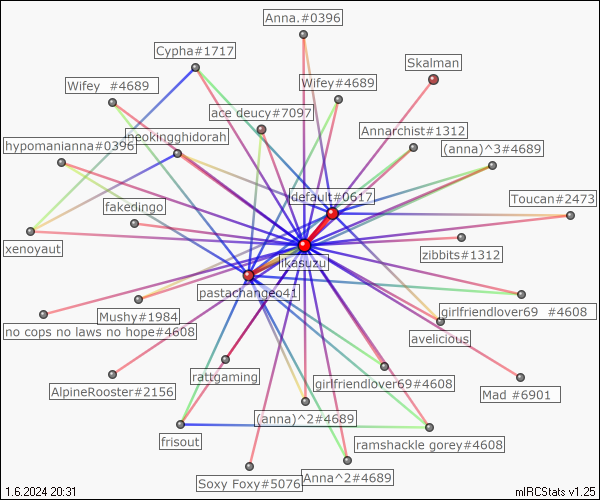 Anna.#0396
Cypha#1717
Skalman
Wifey  #4689
Wifey#4689
ace deucy#7097
neokingghidorah
Annarchist#1312
hypomanianna#0396
(anna)^3#4689
default#0617
Toucan#2473
fakedingo
xenoyaut
zibbits#1312
ikasuzu
pastachangeo41
Mushy#1984
girlfriendlover69  #4608
no cops no laws no hope#4608
avelicious
rattgaming
girlfriendlover69#4608
AlpineRooster#2156
Mad #6901
(anna)^2#4689
frisout
ramshackle gorey#4608
Soxy Foxy#5076
Anna^2#4689
1.6.2024 20:31
mIRCStats v1.25